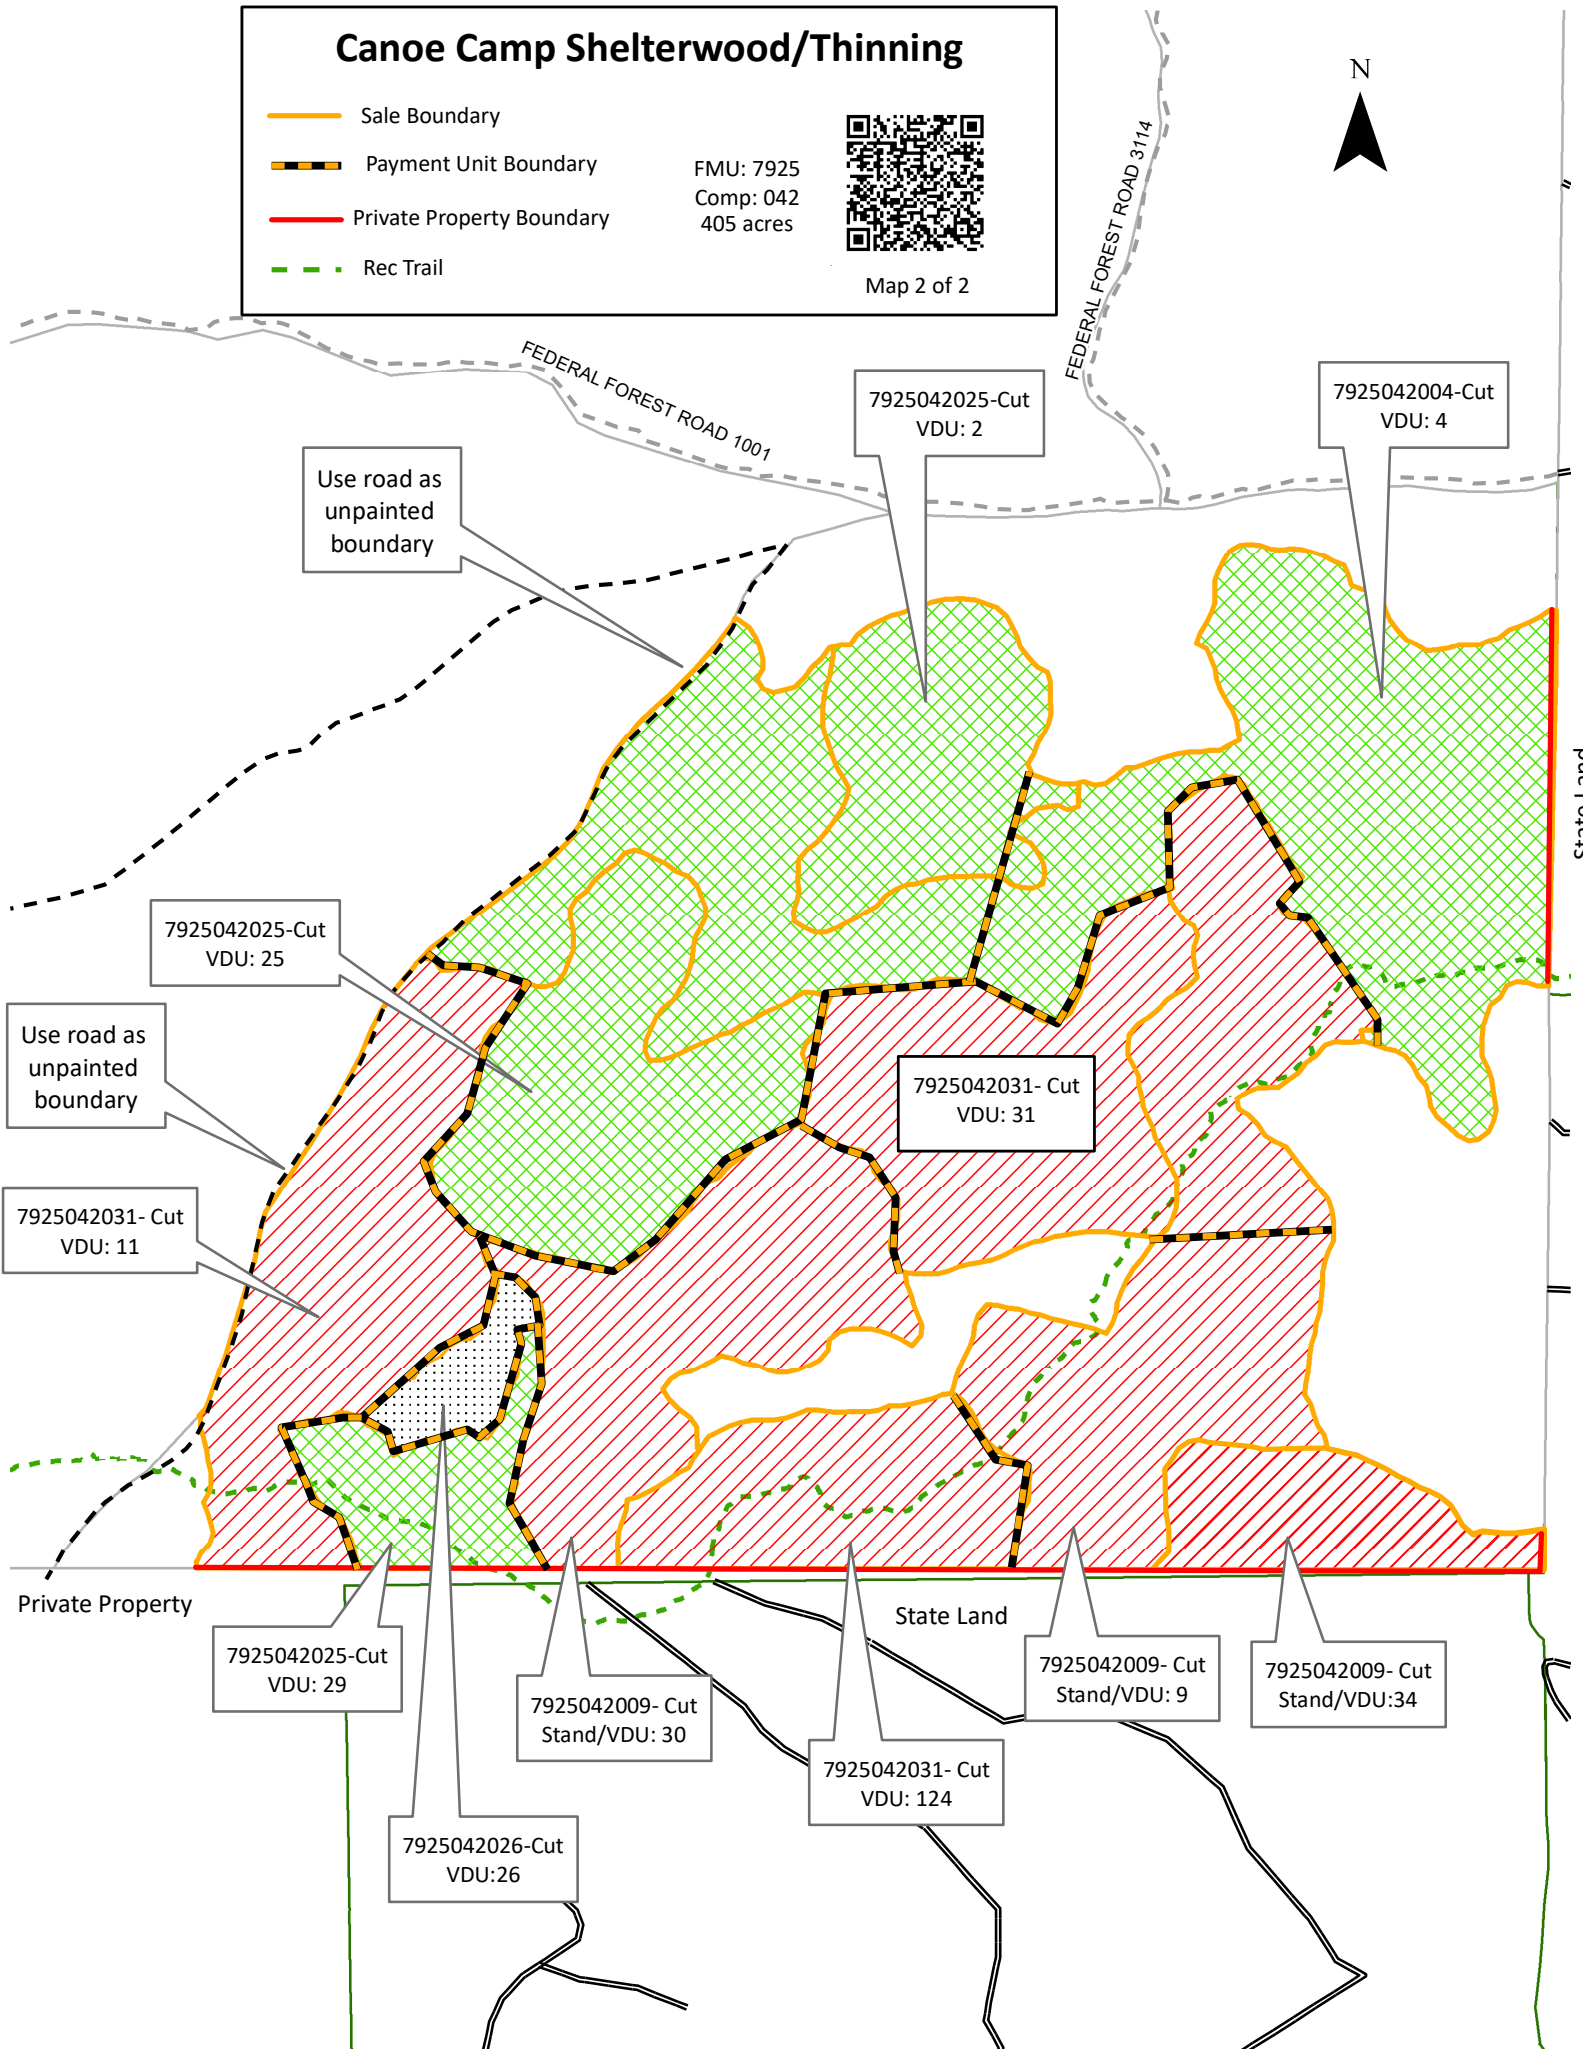 Canoe Camp Shelterwood/Thinning
Sale Boundary
Payment Unit Boundary
Private Property Boundary
Rec Trail
FMU: 7925
Comp: 042
405 acres
Map 2 of 2
N
FEDERAL FOREST ROAD 3114
FEDERAL FOREST ROAD 1001
7925042025-Cut
VDU: 2
7925042004-Cut
VDU: 4
Use road as
unpainted
boundary
State Land
7925042025-Cut
VDU: 25
Use road as
unpainted
boundary
7925042031- Cut
VDU: 31
7925042031- Cut
VDU: 11
Private Property
State Land
7925042025-Cut
VDU: 29
7925042009- Cut
Stand/VDU: 30
7925042009- Cut
Stand/VDU: 9
7925042009- Cut
Stand/VDU:34
7925042031- Cut
VDU: 124
7925042026-Cut
VDU:26